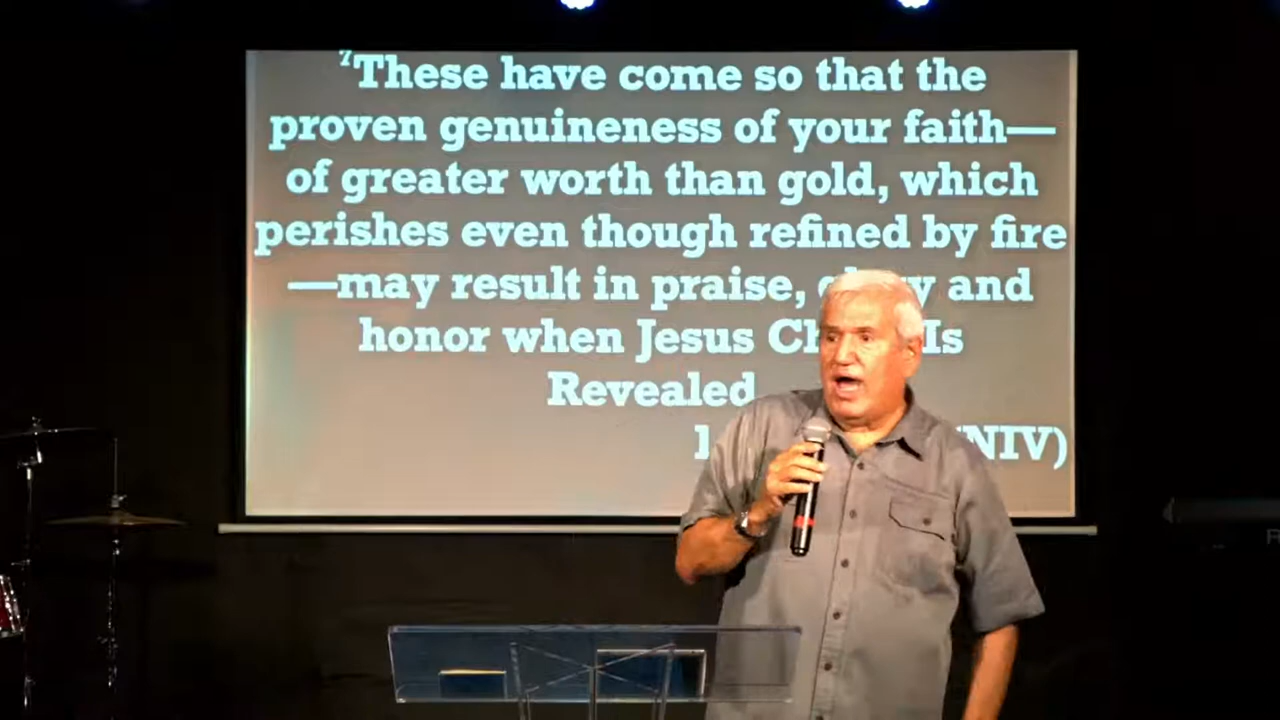 ⁷These have come so that the
proven genuineness of your faith—
of greater worth than gold, which
perishes even though refined by fire
—may result in praise, and
honor when Jesus Is
Revealed
(NIV)